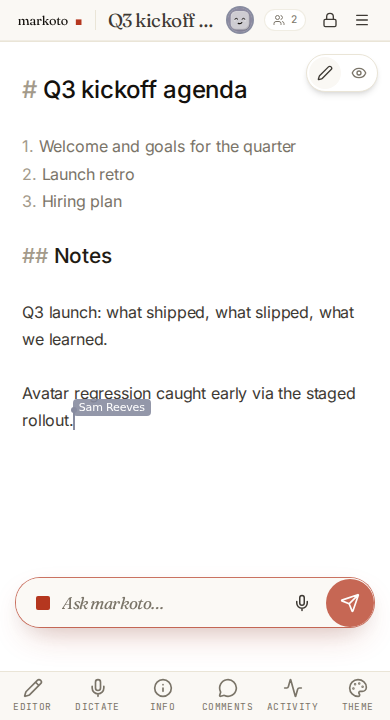 markoto
Q3 kickoff ...
2
# Q3 kickoff agenda
1. Welcome and goals for the quarter
2. Launch retro
3. Hiring plan
## Notes
Q3 launch: what shipped, what slipped, what
we learned.
Avatar regression caught early via the staged
rollout.
Sam Reeves
Ask markoto...
EDITOR
DICTATE
INFO
COMMENTS
ACTIVITY
THEME